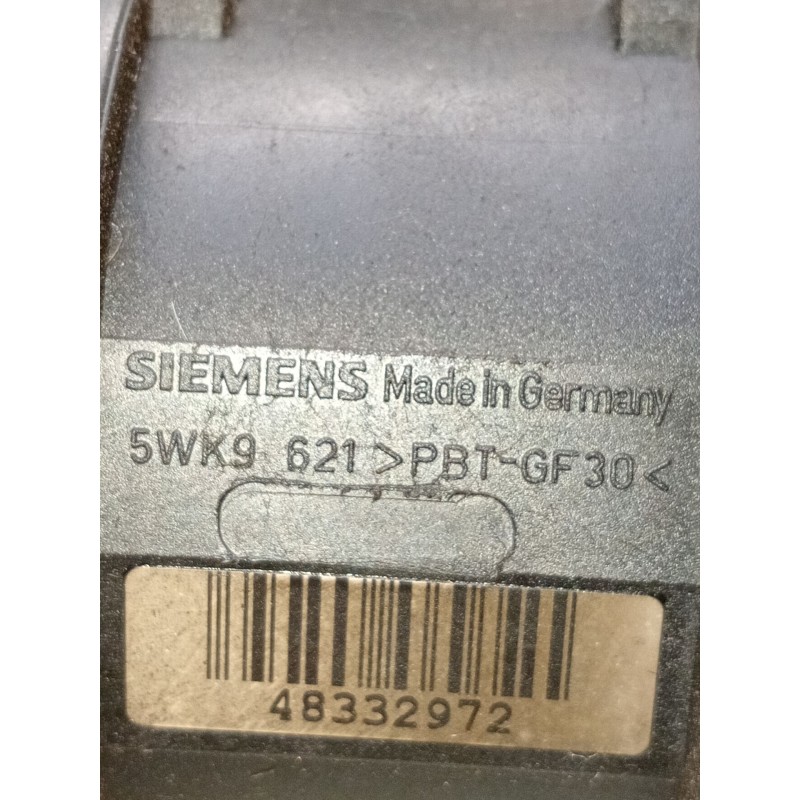 SIEMENS Made in Germany
5WK9 621 >PBT-GF30<
48332972